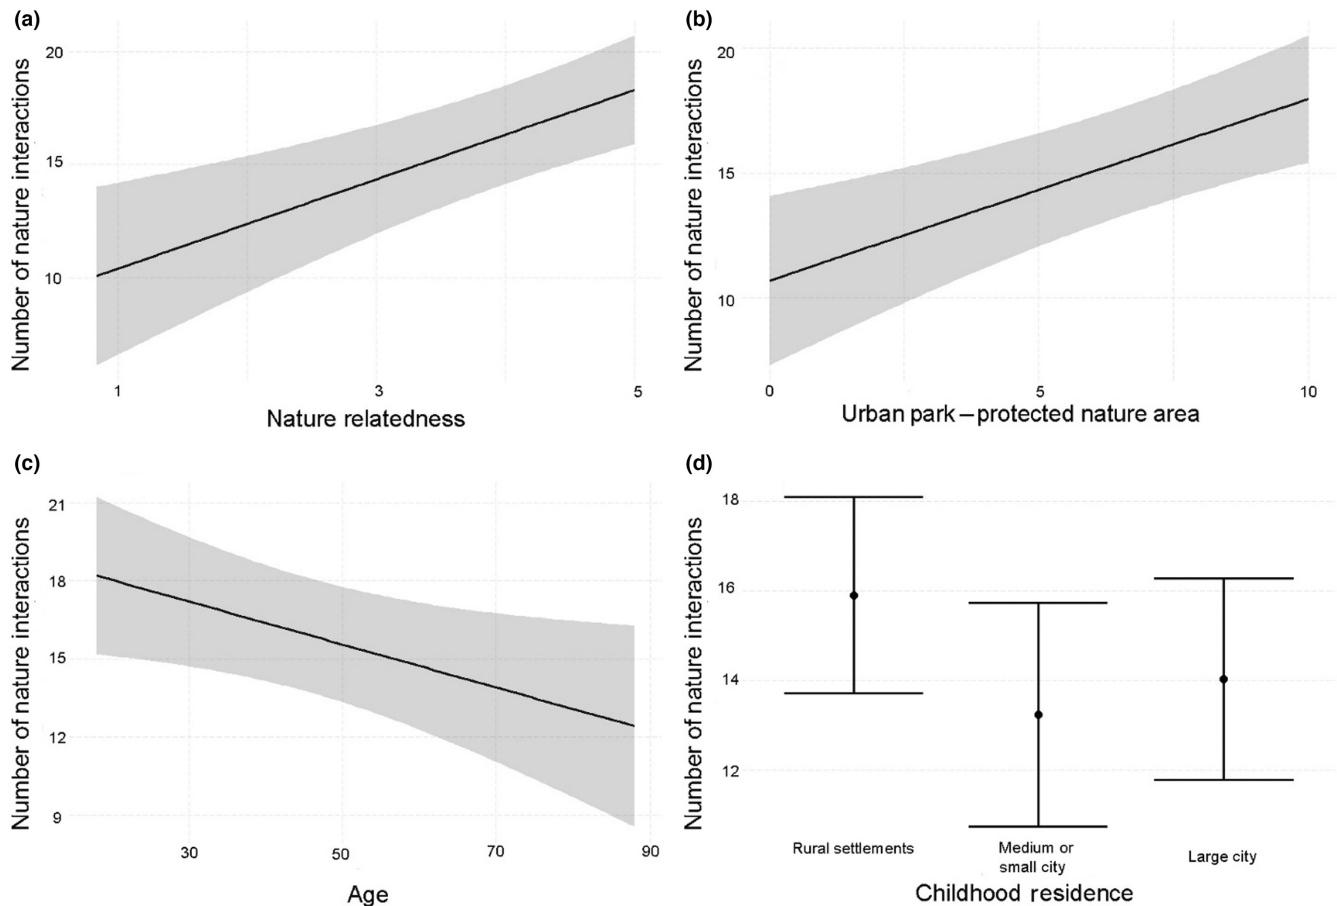 (a)
Number of nature interactions
20
15
10
1 3 5
Nature relatedness
(b)
Number of nature interactions
20
15
10
0 5 10
Urban park – protected nature area
(c)
Number of nature interactions
21
18
15
12
9
30 50 70 90
Age
(d)
Number of nature interactions
18
16
14
12
Rural settlements
Medium or
small city
Large city
Childhood residence